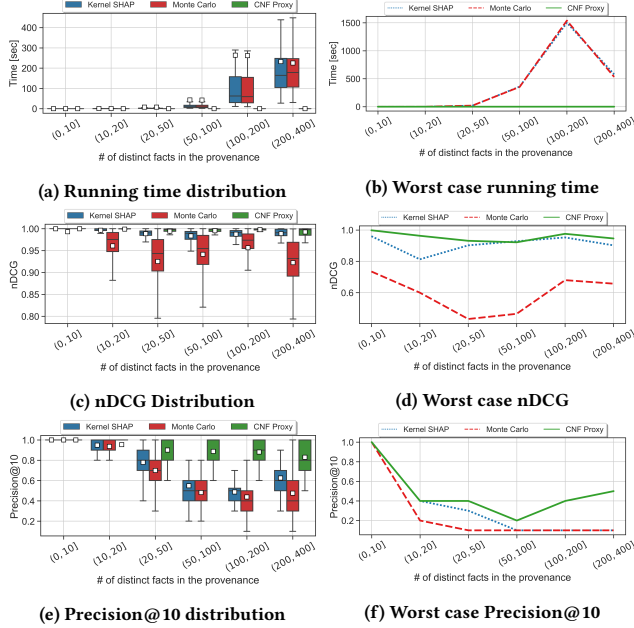 Kernel SHAP Monte Carlo CNF Proxy
Time [sec]
400
300
200
100
0
(0, 10]
(10, 20]
(20, 50]
(50, 100]
(100, 200]
(200, 400]
# of distinct facts in the provenance
(a) Running time distribution
Kernel SHAP Monte Carlo CNF Proxy
Time [sec]
1500
1000
500
0
(0, 10]
(10, 20]
(20, 50]
(50, 100]
(100, 200]
(200, 400]
# of distinct facts in the provenance
(b) Worst case running time
Kernel SHAP Monte Carlo CNF Proxy
nDCG
1.00
0.95
0.90
0.85
0.80
(0, 10]
(10, 20]
(20, 50]
(50, 100]
(100, 200]
(200, 400]
# of distinct facts in the provenance
(c) nDCG Distribution
Kernel SHAP Monte Carlo CNF Proxy
nDCG
1.0
0.8
0.6
(0, 10]
(10, 20]
(20, 50]
(50, 100]
(100, 200]
(200, 400]
# of distinct facts in the provenance
(d) Worst case nDCG
Kernel SHAP Monte Carlo CNF Proxy
Precision@10
1.0
0.8
0.6
0.4
0.2
(0, 10]
(10, 20]
(20, 50]
(50, 100]
(100, 200]
(200, 400]
# of distinct facts in the provenance
(e) Precision@10 distribution
Kernel SHAP Monte Carlo CNF Proxy
Precision@10
1.0
0.8
0.6
0.4
0.2
(0, 10]
(10, 20]
(20, 50]
(50, 100]
(100, 200]
(200, 400]
# of distinct facts in the provenance
(f) Worst case Precision@10